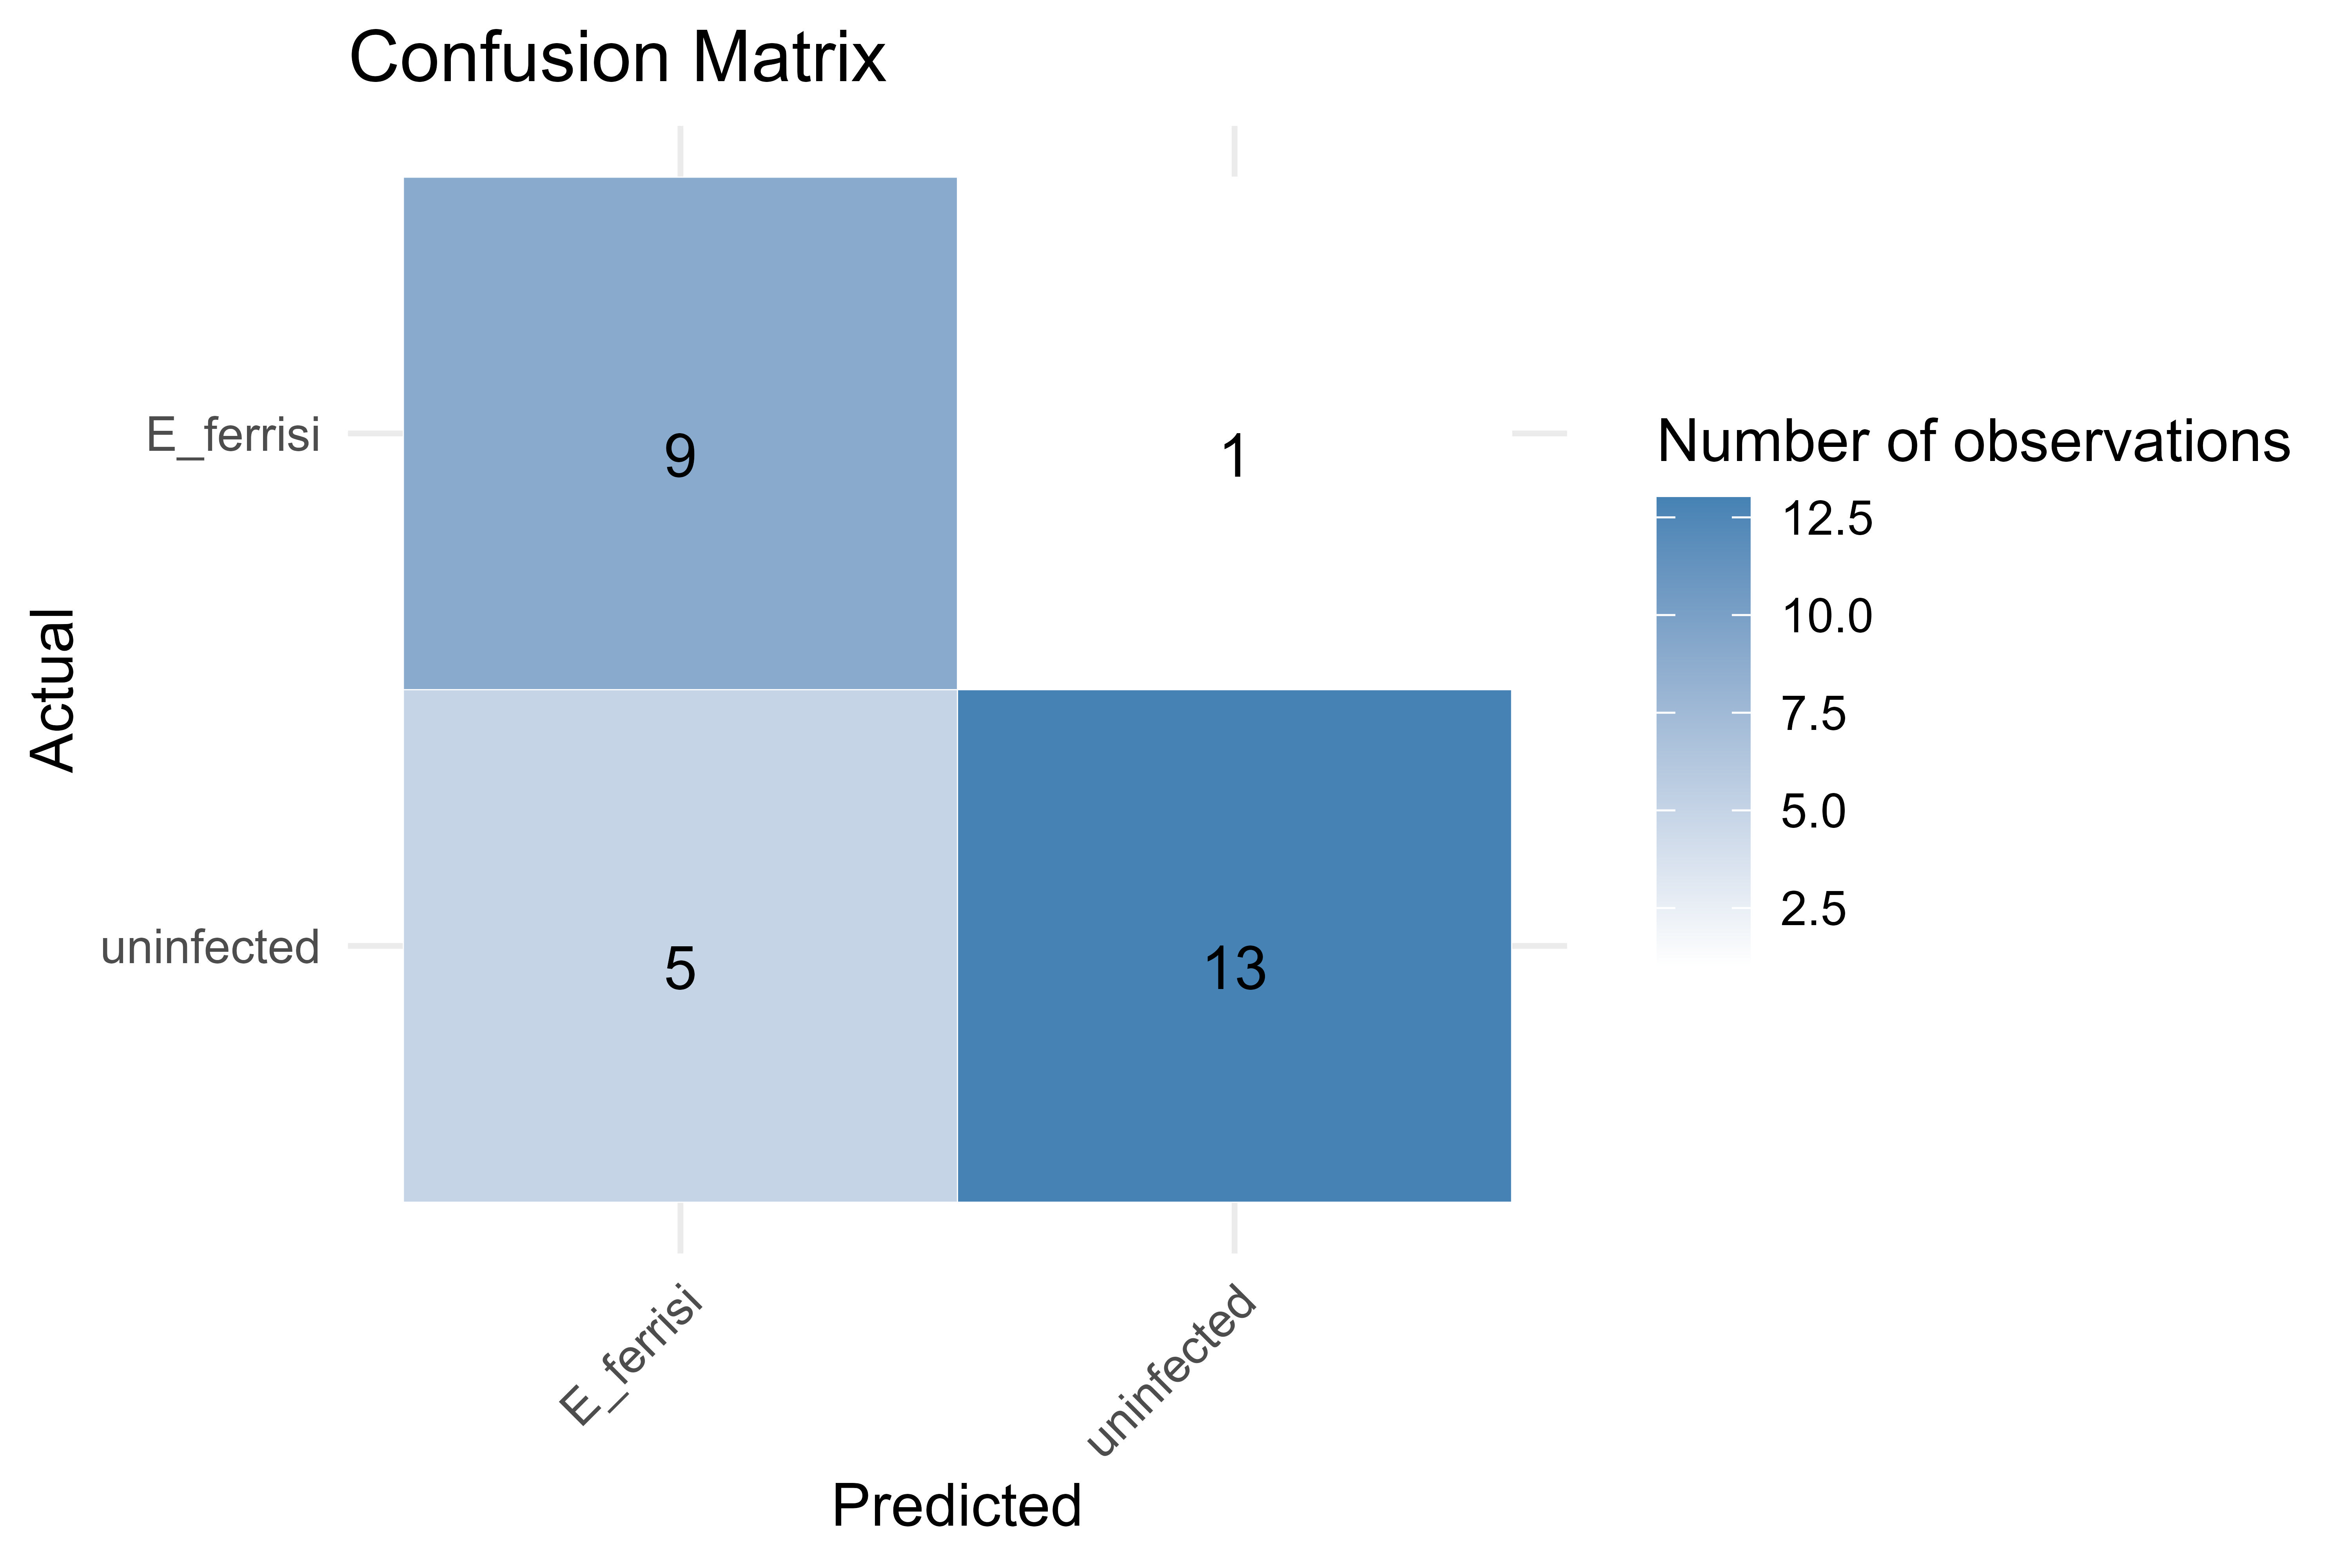 Confusion Matrix
Actual
E_ferrisi
9
1
uninfected
5
13
E_ferrisi
uninfected
Predicted
Number of observations
12.5
10.0
7.5
5.0
2.5